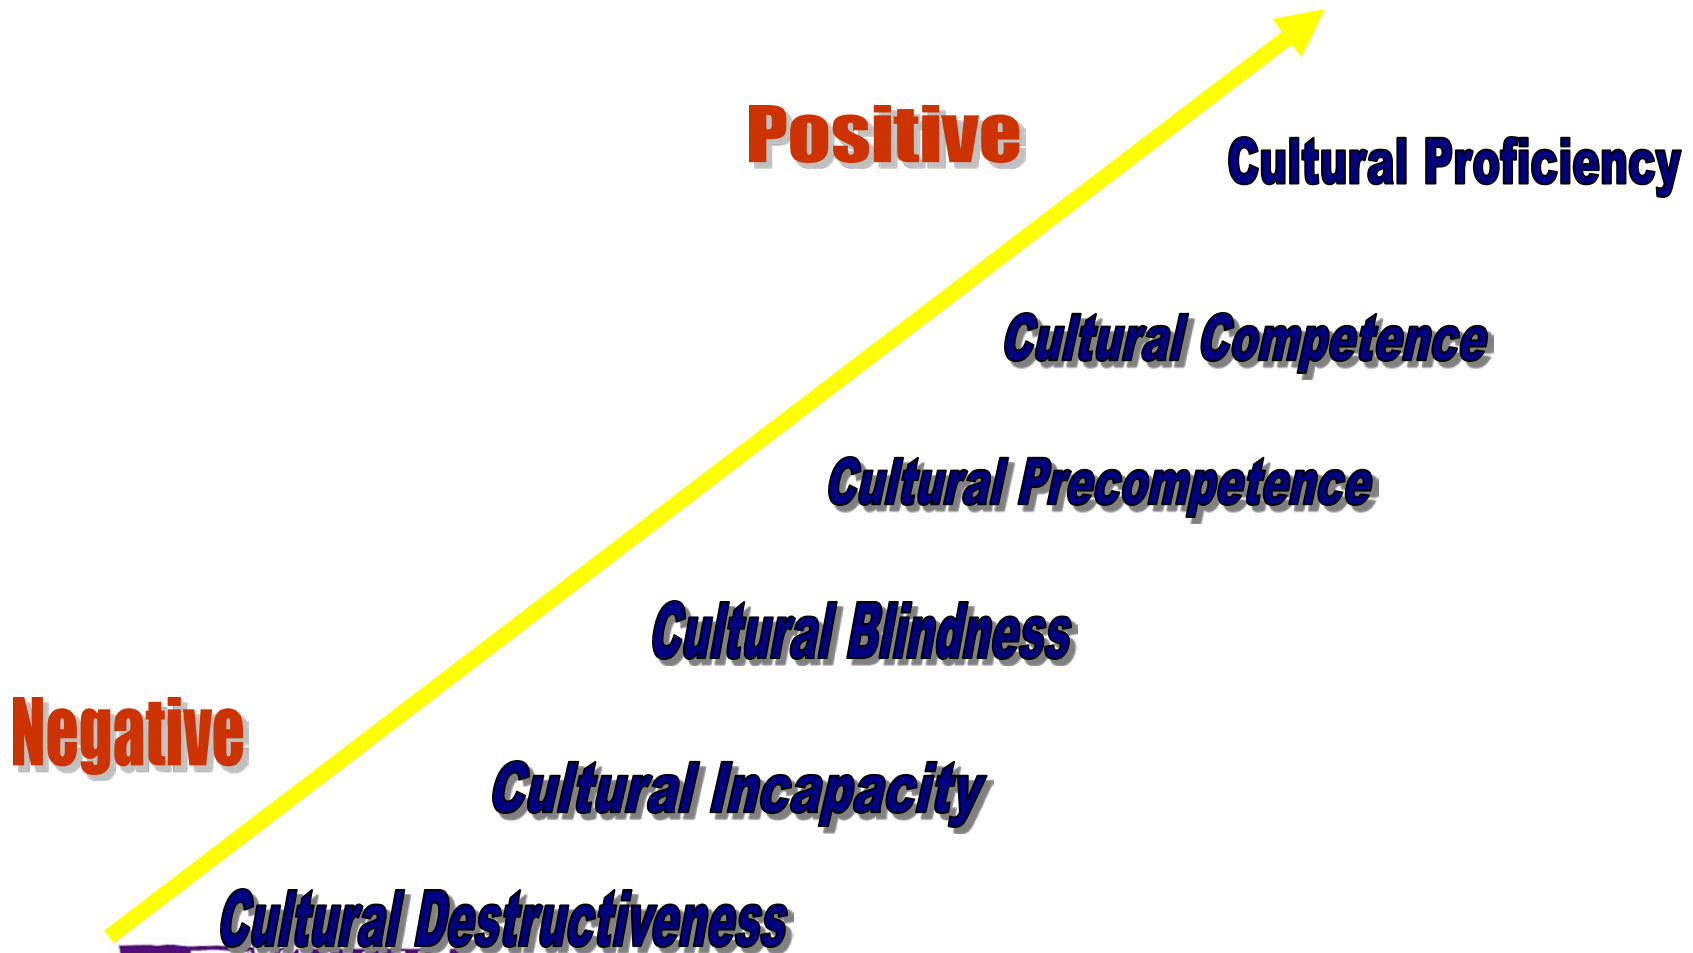 Positive
Cultural Proficiency
Cultural Competence
Cultural Precompetence
Cultural Blindness
Negative
Cultural Incapacity
Cultural Destructiveness